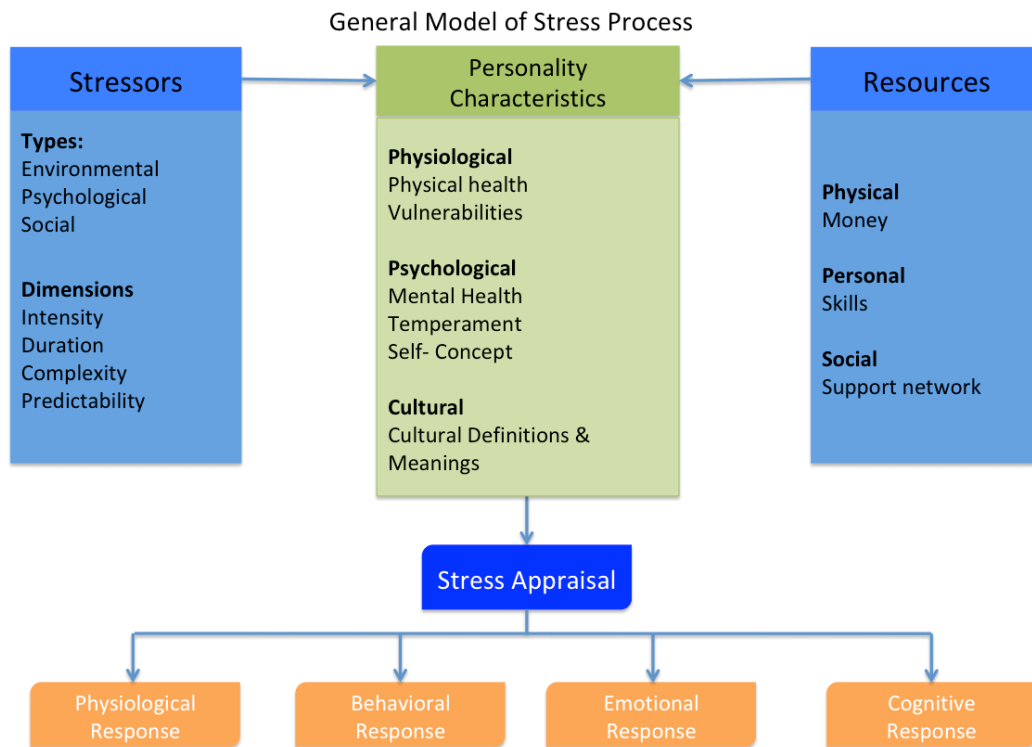 General Model of Stress Process
Stressors
Types:
Environmental
Psychological
Social
Dimensions
Intensity
Duration
Complexity
Predictability
Personality
Characteristics
Physiological
Physical health
Vulnerabilities
Psychological
Mental Health
Temperament
Self- Concept
Cultural
Cultural Definitions &
Meanings
Resources
Physical
Money
Personal
Skills
Social
Support network
Stress Appraisal
Physiological
Response
Behavioral
Response
Emotional
Response
Cognitive
Response